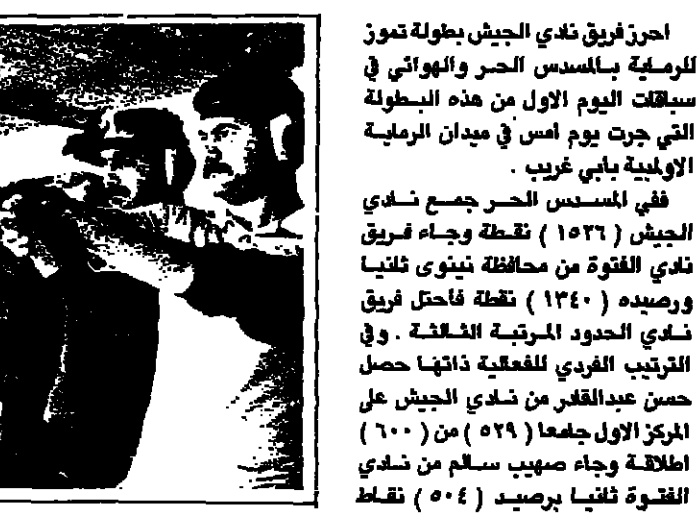 احرز فريق نادي الجيش بطولة تموز
للرماية بالمسدس الحر والهوائي في
سباقات اليوم الاول من هذه البطولة
التي جرت يوم امس في ميدان الرماية
الاولمبية بأبي غريب .
ففي المسدس الحر جمع نادي
الجيش ( ١٥٢٦ ) نقطة وجاء فريق
نادي الفتوة من محافظة نينوى ثانيا
ورصيده ( ١٣٤٠ ) نقطة فأحتل فريق
نادي الحدود المرتبة الثالثة . وفي
الترتيب الفردي للفعالية ذاتها حصل
حسن عبدالقادر من نادي الجيش على
المركز الاول جامعا ( ٥٢٩ ) من ( ٦٠٠ )
اطلاقة وجاء صهيب سالم من نادي
الفتوة ثانيا برصيد ( ٥٠٤ ) نقاط